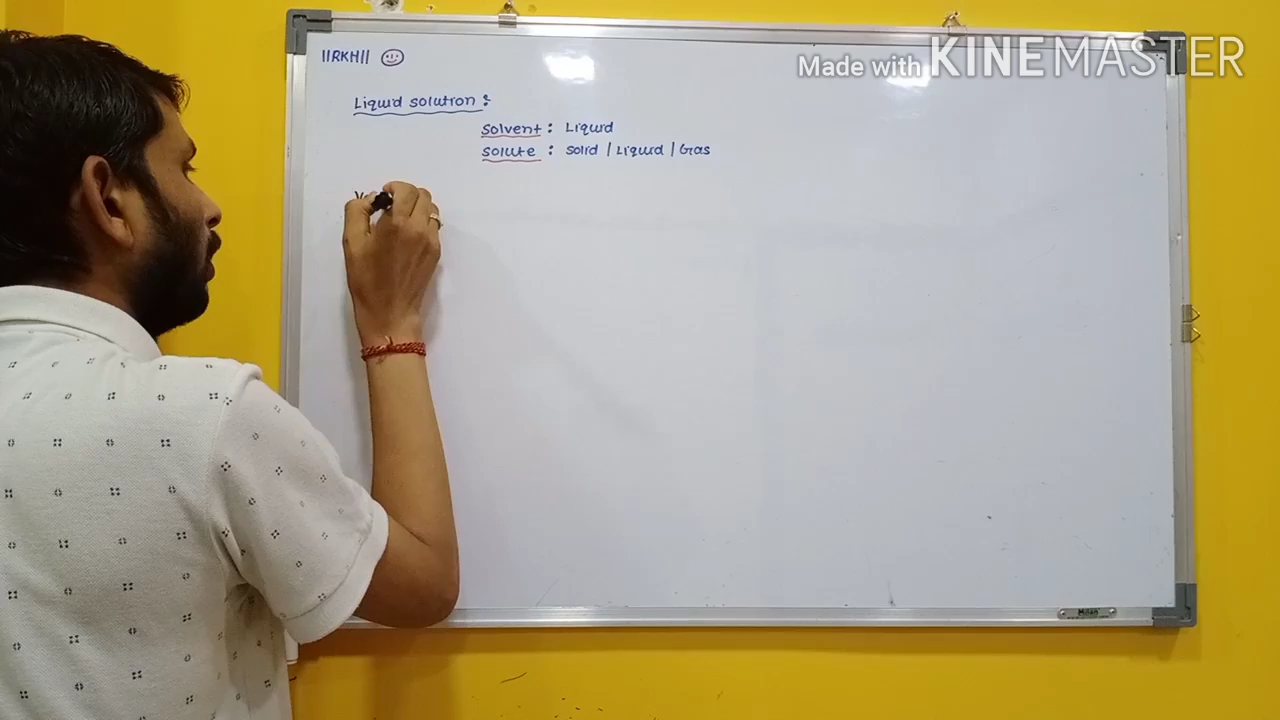 ||RKH|| ☺
Made with KINEMASTER
Liquid solution :
Solvent : Liquid
Solute : Solid | Liquid | Gas